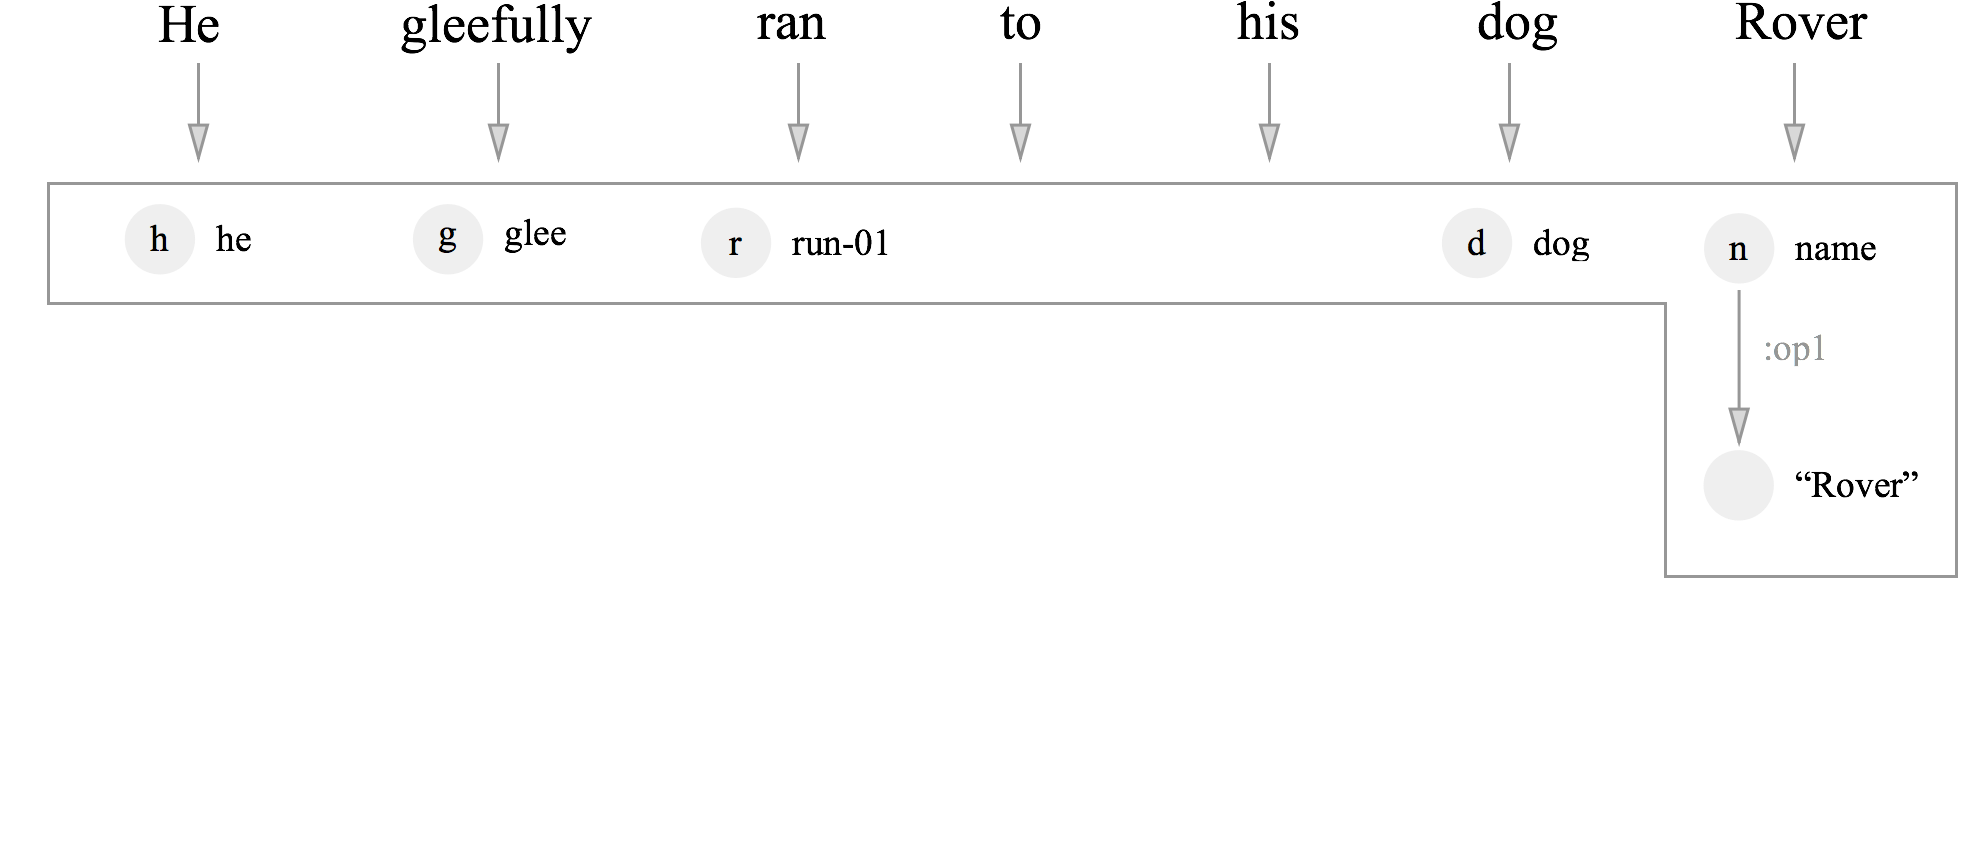 He gleefully ran to his dog Rover
h he g glee r run-01 d dog n name
:op1
“Rover”